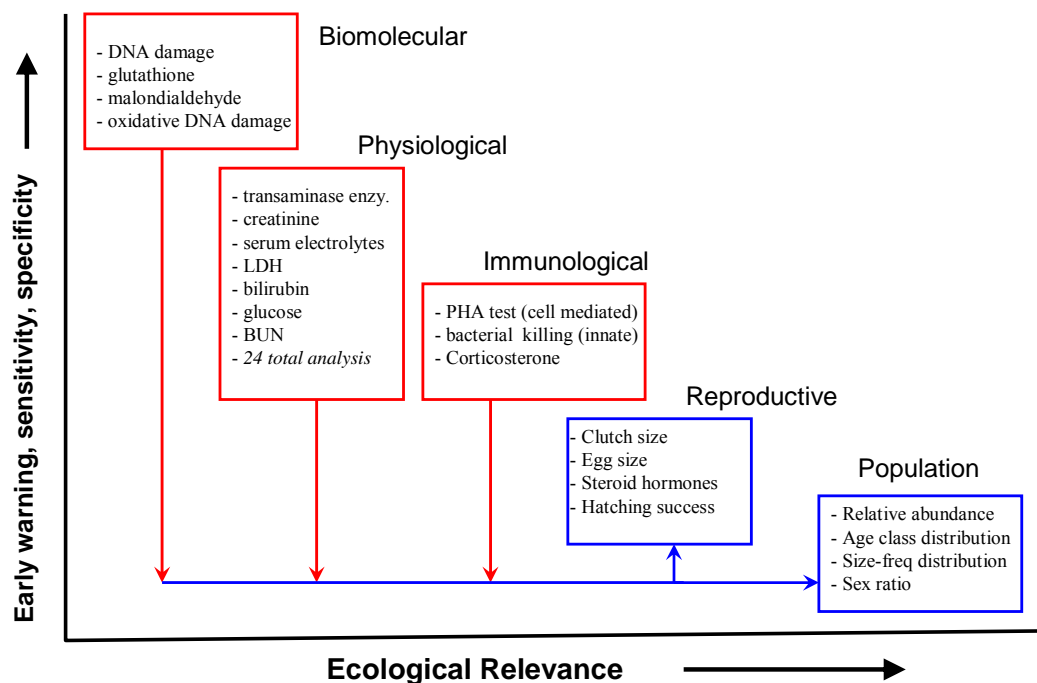 Biomolecular
- DNA damage
- glutathione
- malondialdehyde
- oxidative DNA damage
Physiological
- transaminase enzy.
- creatinine
- serum electrolytes
- LDH
- bilirubin
- glucose
- BUN
- 24 total analysis
Immunological
- PHA test (cell mediated)
- bacterial killing (innate)
- Corticosterone
Reproductive
- Clutch size
- Egg size
- Steroid hormones
- Hatching success
Population
- Relative abundance
- Age class distribution
- Size-freq distribution
- Sex ratio
Early warning, sensitivity, specificity
Ecological Relevance